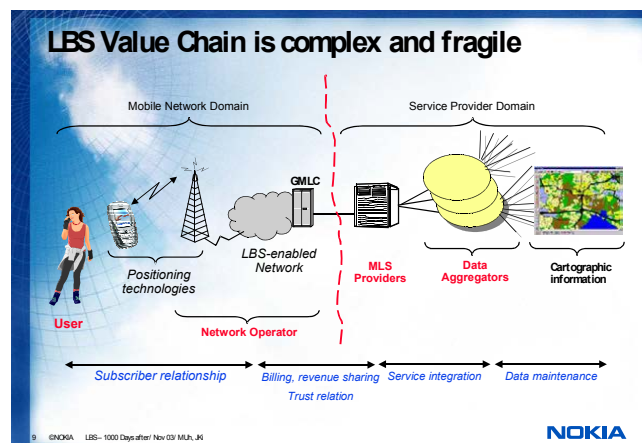 LBS Value Chain is complex and fragile
Mobile Network Domain
Service Provider Domain
GMLC
LBS-enabled
Network
Positioning
technologies
MLS
Providers
Data
Aggregators
Cartographic
information
User
Network Operator
Subscriber relationship
Billing, revenue sharing
Trust relation
Service integration
Data maintenance
9 ©NOKIA LBS – 1000 Days after/ Nov 03/ MUh, JKi
NOKIA